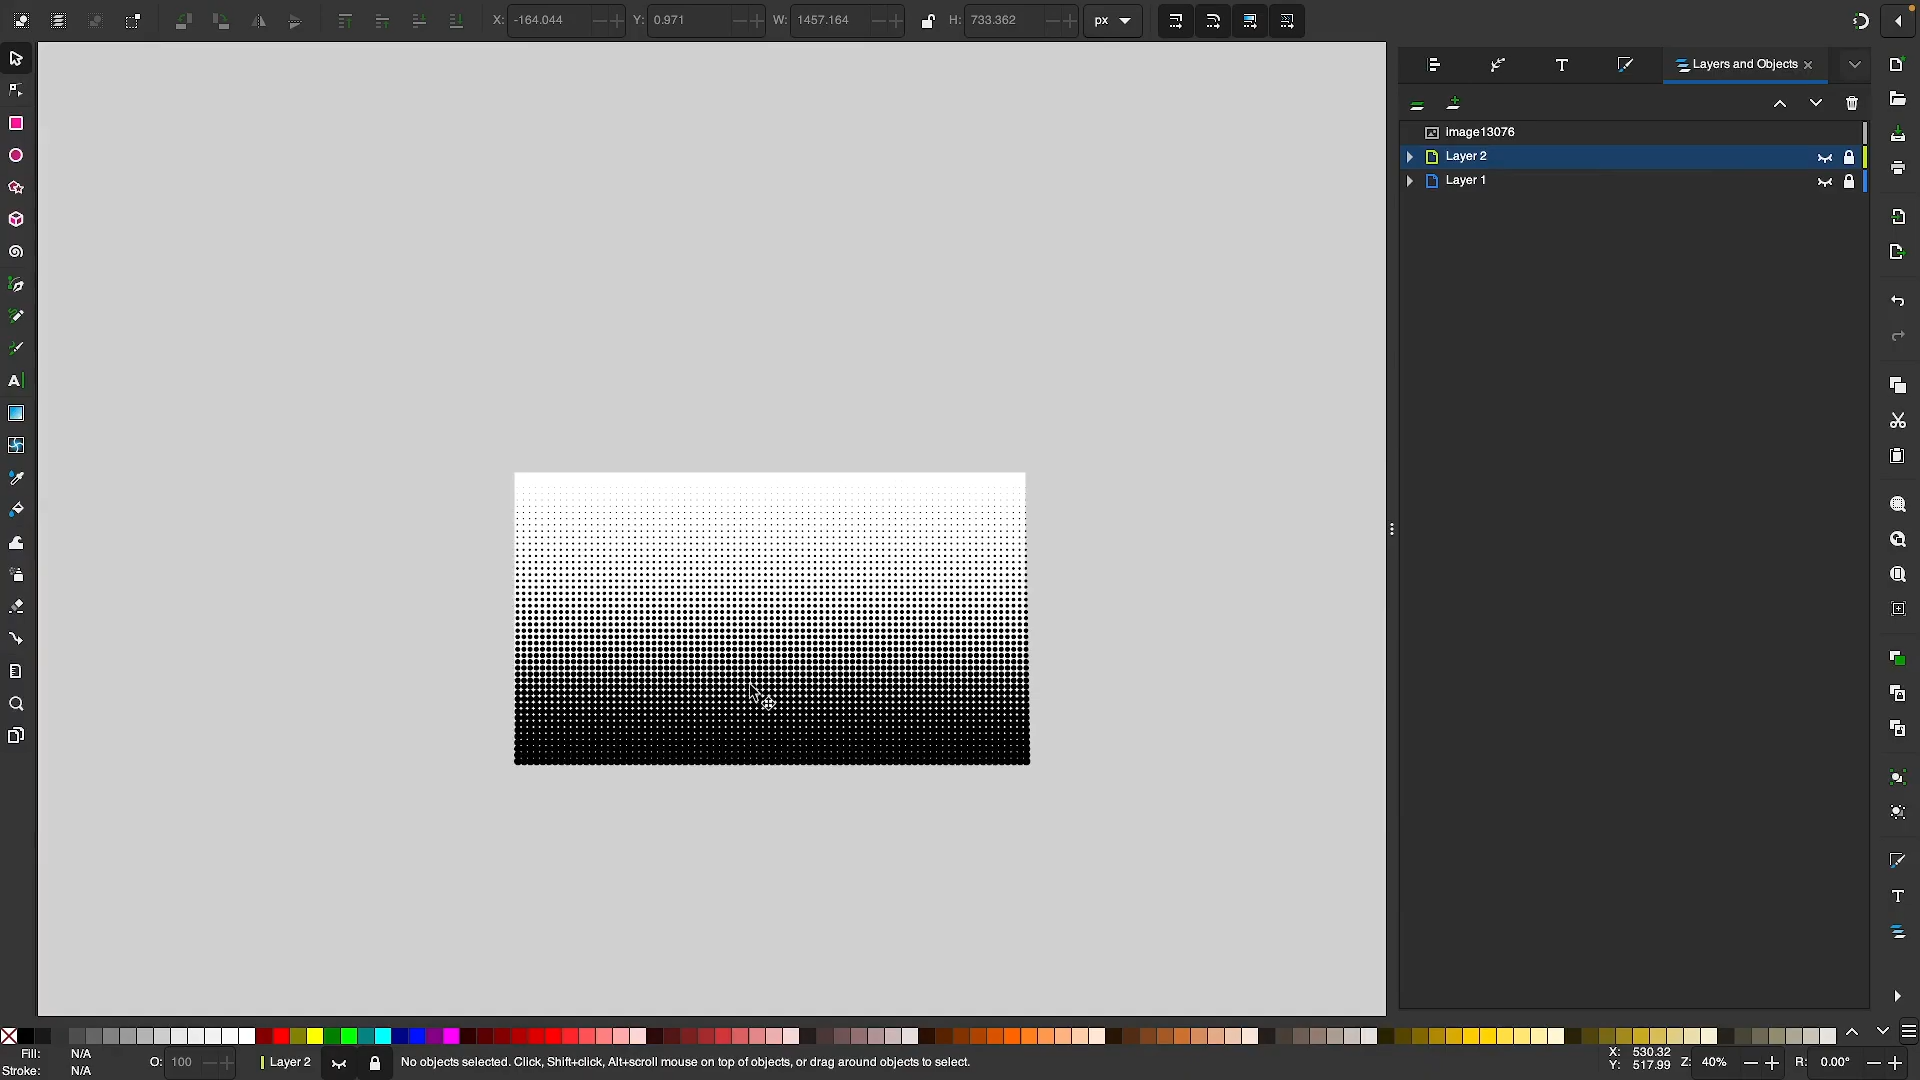 X: -164.044 Y: 0.971 W: 1457.164 H: 733.362 px
Layers and Objects
image13076
Layer 2
Layer 1
Fill: N/A
Stroke: N/A
O: 100
Layer 2
No objects selected. Click, Shift+click, Alt+scroll mouse on top of objects, or drag around objects to select.
X: 530.32
Y: 517.99
Z: 40%
R: 0.00°